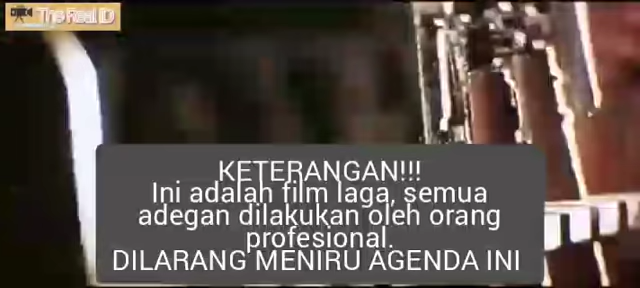 The Real ID
KETERANGAN!!!
Ini adalah film laga, semua
adegan dilakukan oleh orang
profesional.
DILARANG MENIRU AGENDA INI